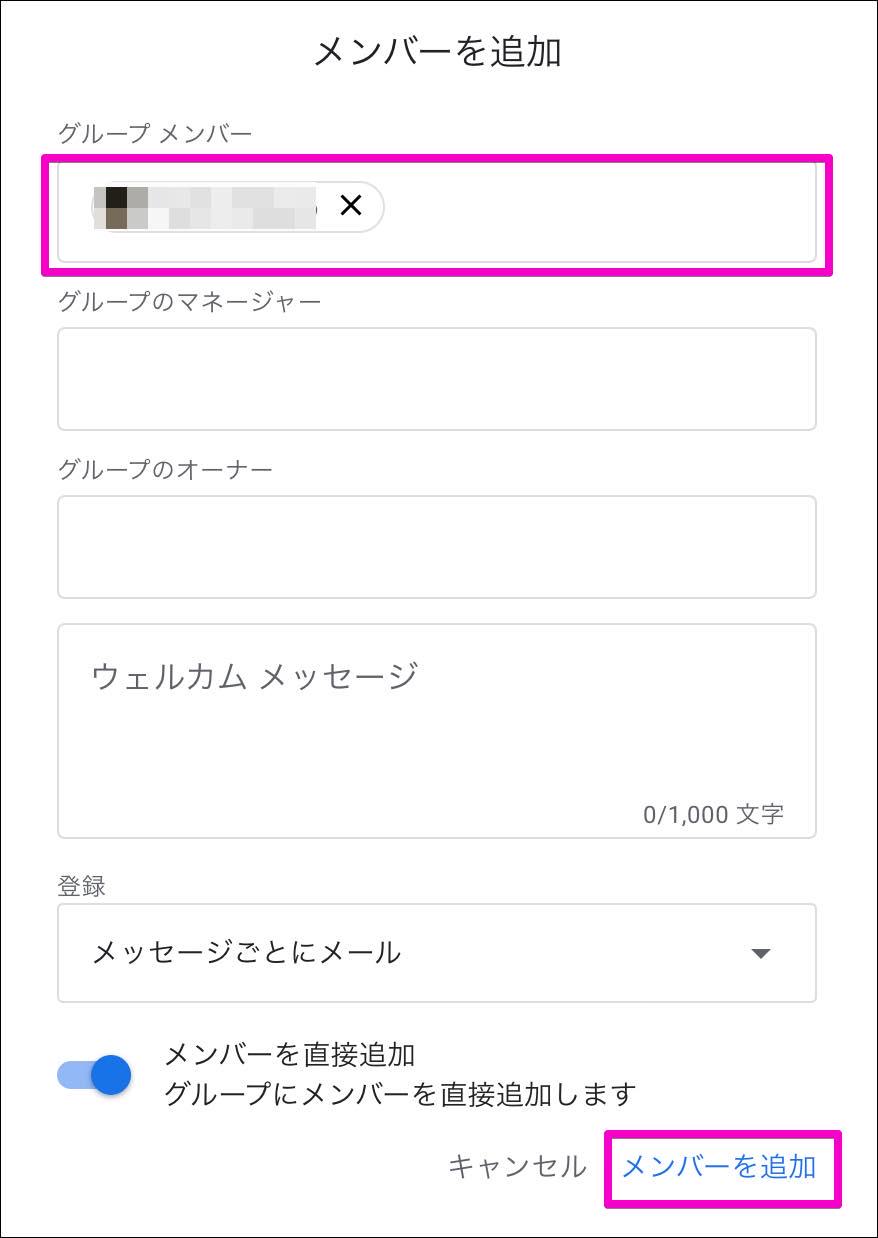 メンバーを追加
グループ メンバー
グループのマネージャー
グループのオーナー
ウェルカム メッセージ
0/1,000 文字
登録
メッセージごとにメール
メンバーを直接追加
グループにメンバーを直接追加します
キャンセル メンバーを追加